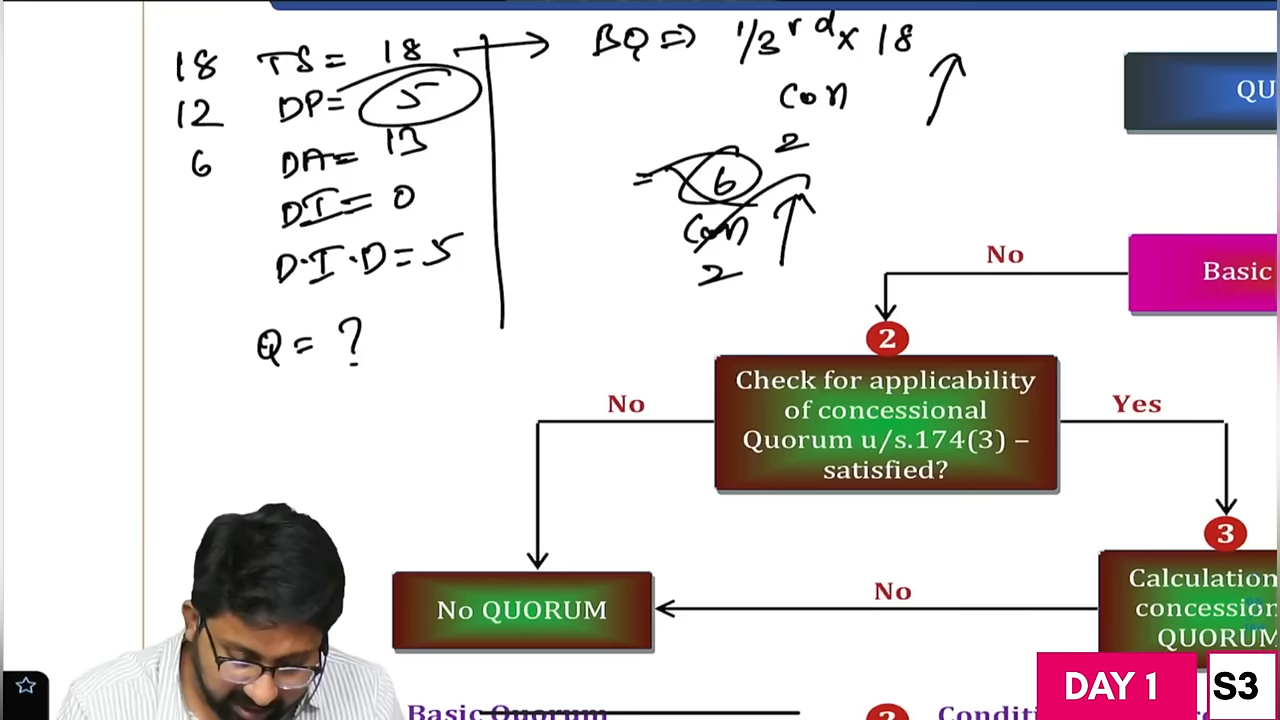 18 TS = 18
12 DP = 5
6 DA = 13
DI = 0
D.I.D = 5
Q = ?
BQ ⇒ 1/3rd x 18
Con
2
= 6
Con
2
QU
Basic
No
2
Check for applicability
of concessional
Quorum u/s.174(3) –
satisfied?
No
Yes
3
No QUORUM
No
Calculation
concession
QUORUM
DAY 1 S3
Basic Quorum
2
Conditi